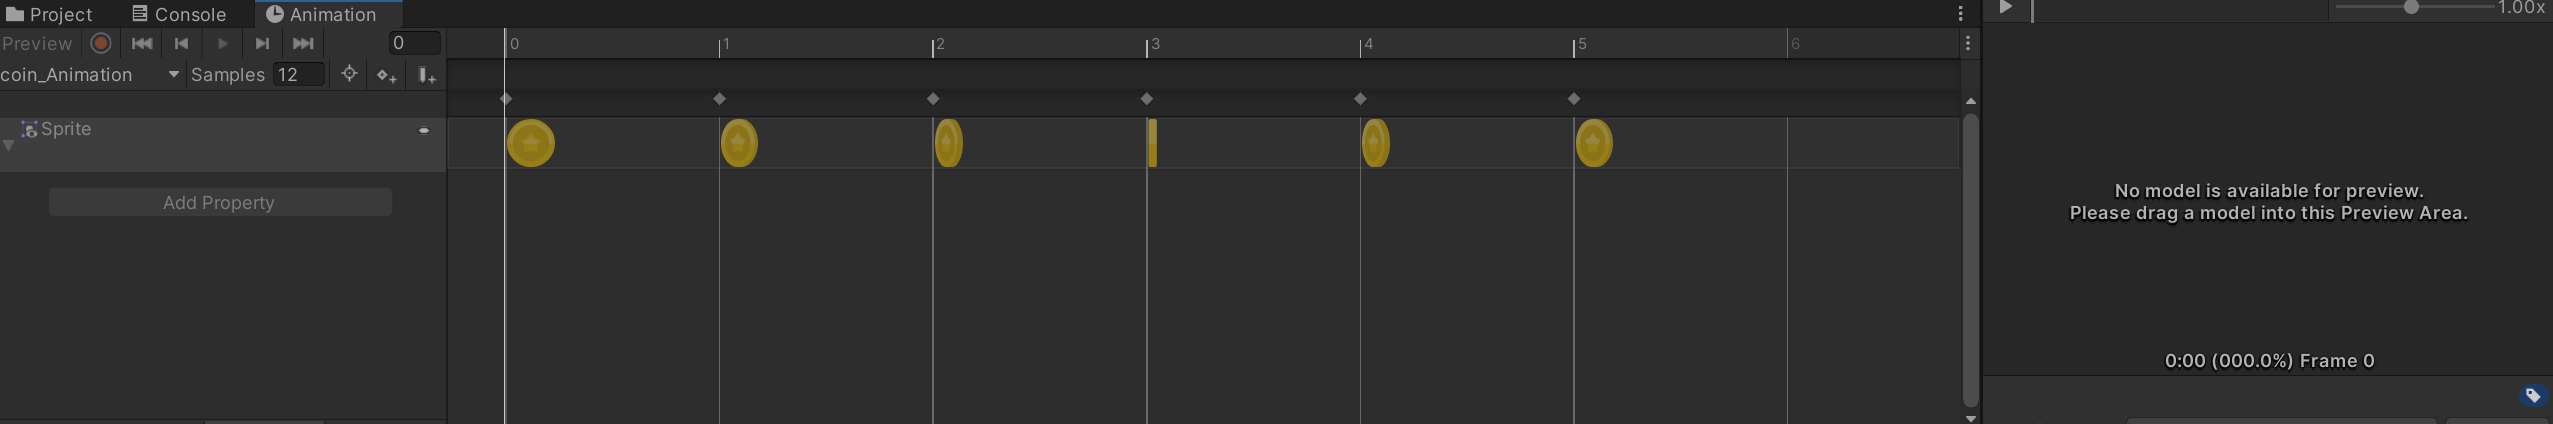 Project Console Animation
1.00x
Preview 0 0 1 2 3 4 5 6
coin_Animation Samples 12
Sprite
Add Property
No model is available for preview.
Please drag a model into this Preview Area.
0:00 (000.0%) Frame 0